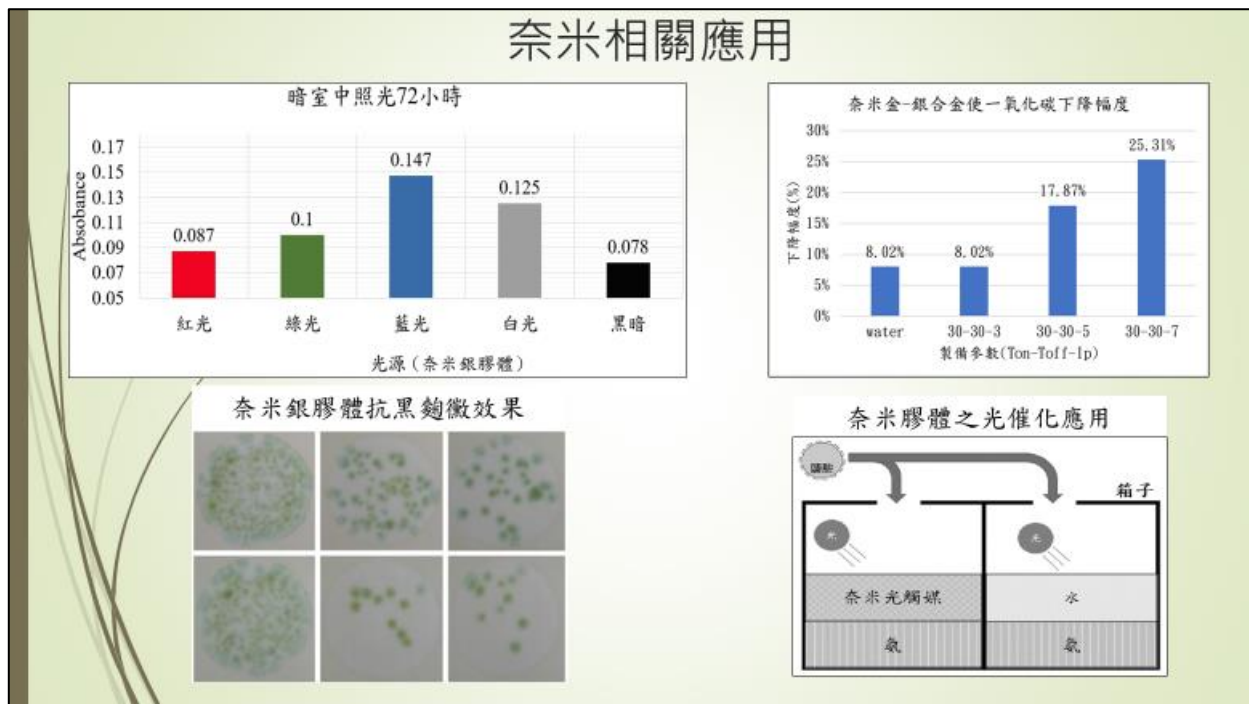 奈米相關應用
暗室中照光72小時
Absobance
0.17
0.15
0.13
0.11
0.09
0.07
0.05
0.087
0.1
0.147
0.125
0.078
紅光
綠光
藍光
白光
黑暗
光源(奈米銀膠體)
奈米金-銀合金使一氧化碳下降幅度
下降幅度(%)
30%
25%
20%
15%
10%
5%
0%
8.02%
8.02%
17.87%
25.31%
water
30-30-3
30-30-5
30-30-7
製備參數(Ton-Toff-Ip)
奈米銀膠體抗黑麴黴效果
奈米膠體之光催化應用
箱子
光
光
奈米光觸媒
水
氨
氨